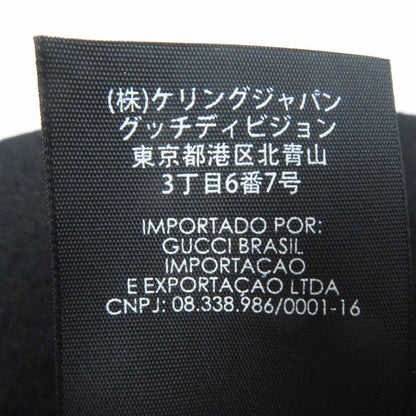 (株)ケリングジャパン
グッチディビジョン
東京都港区北青山
3丁目6番7号
IMPORTADO POR:
GUCCI BRASIL
IMPORTAÇAO
E EXPORTAÇAO LTDA
CNPJ: 08.338.986/0001-16